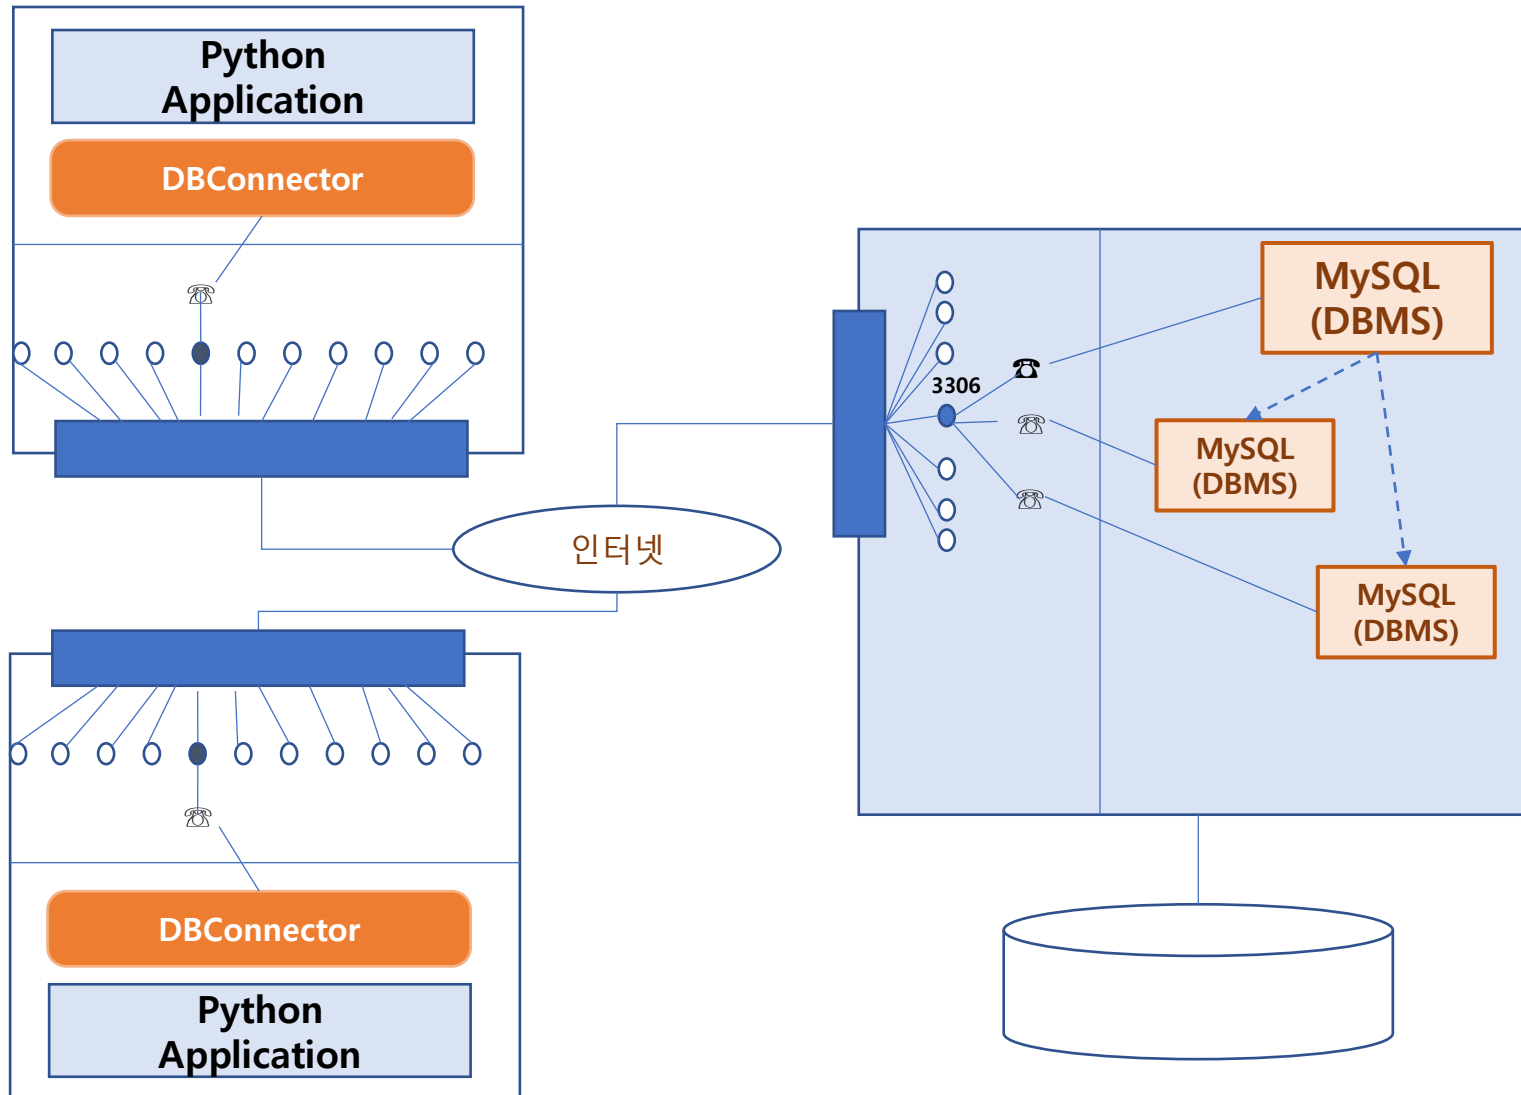 Python
Application
DBConnector
인터넷
DBConnector
Python
Application
3306
MySQL
(DBMS)
MySQL
(DBMS)
MySQL
(DBMS)